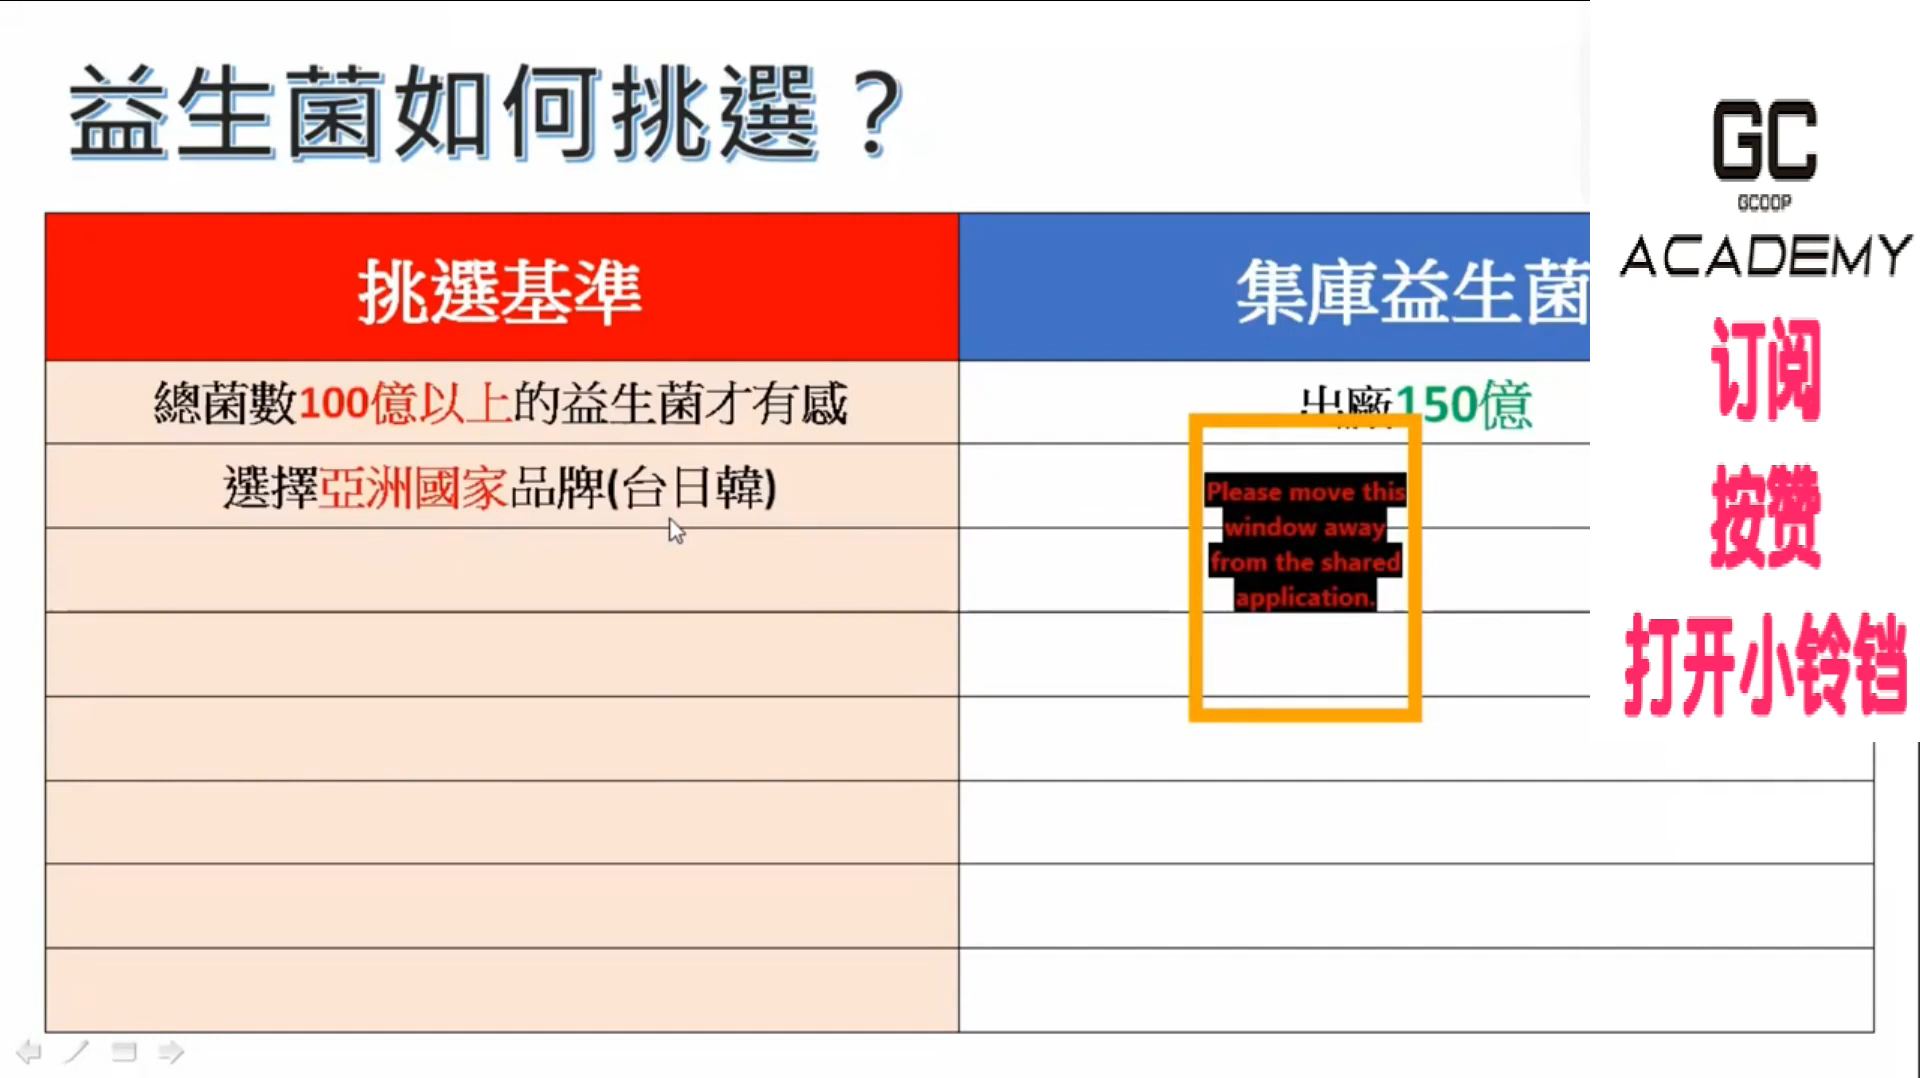 益生菌如何挑選？
挑選基準
集庫益生菌
總菌數100億以上的益生菌才有感
出廠150億
選擇亞洲國家品牌(台日韓)
Please move this
window away
from the shared
application.
GC
GCOOP
ACADEMY
订阅
按赞
打开小铃铛